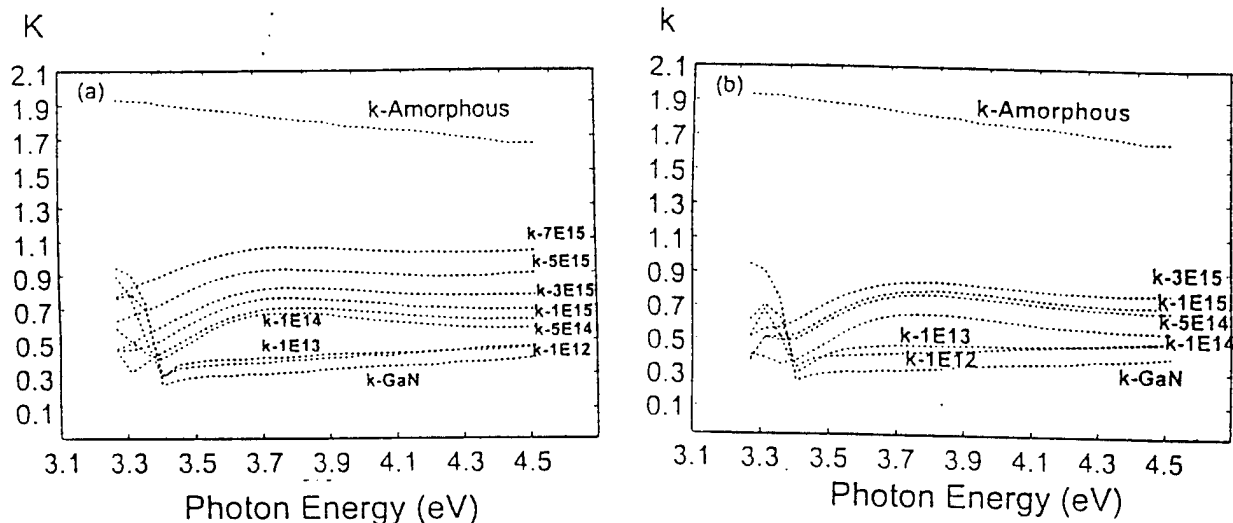 K
2.1
1.9
1.7
1.5
1.3
1.1
0.9
0.7
0.5
0.3
0.1
(a)
k-Amorphous
k-7E15
k-5E15
k-3E15
k-1E15
k-5E14
k-1E14
k-1E13
k-1E12
k-GaN
3.1 3.3 3.5 3.7 3.9 4.1 4.3 4.5
Photon Energy (eV)
k
2.1
1.9
1.7
1.5
1.3
1.1
0.9
0.7
0.5
0.3
0.1
(b)
k-Amorphous
k-3E15
k-1E15
k-5E14
k-1E14
k-1E13
k-1E12
k-GaN
3.1 3.3 3.5 3.7 3.9 4.1 4.3 4.5
Photon Energy (eV)